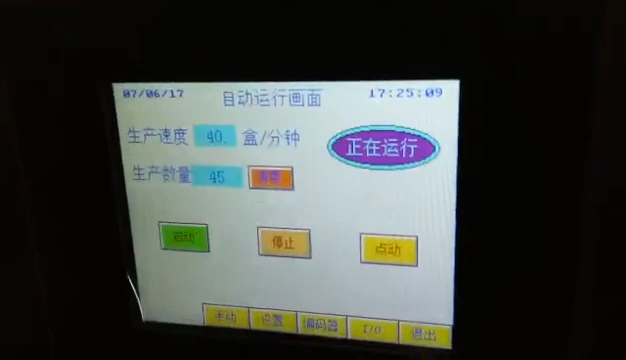 07/06/17 自动运行画面 17:25:09
生产速度 40. 盒/分钟 正在运行
生产数量 45 清零
启动 停止 点动
手动 设置 编码器 I/O 退出